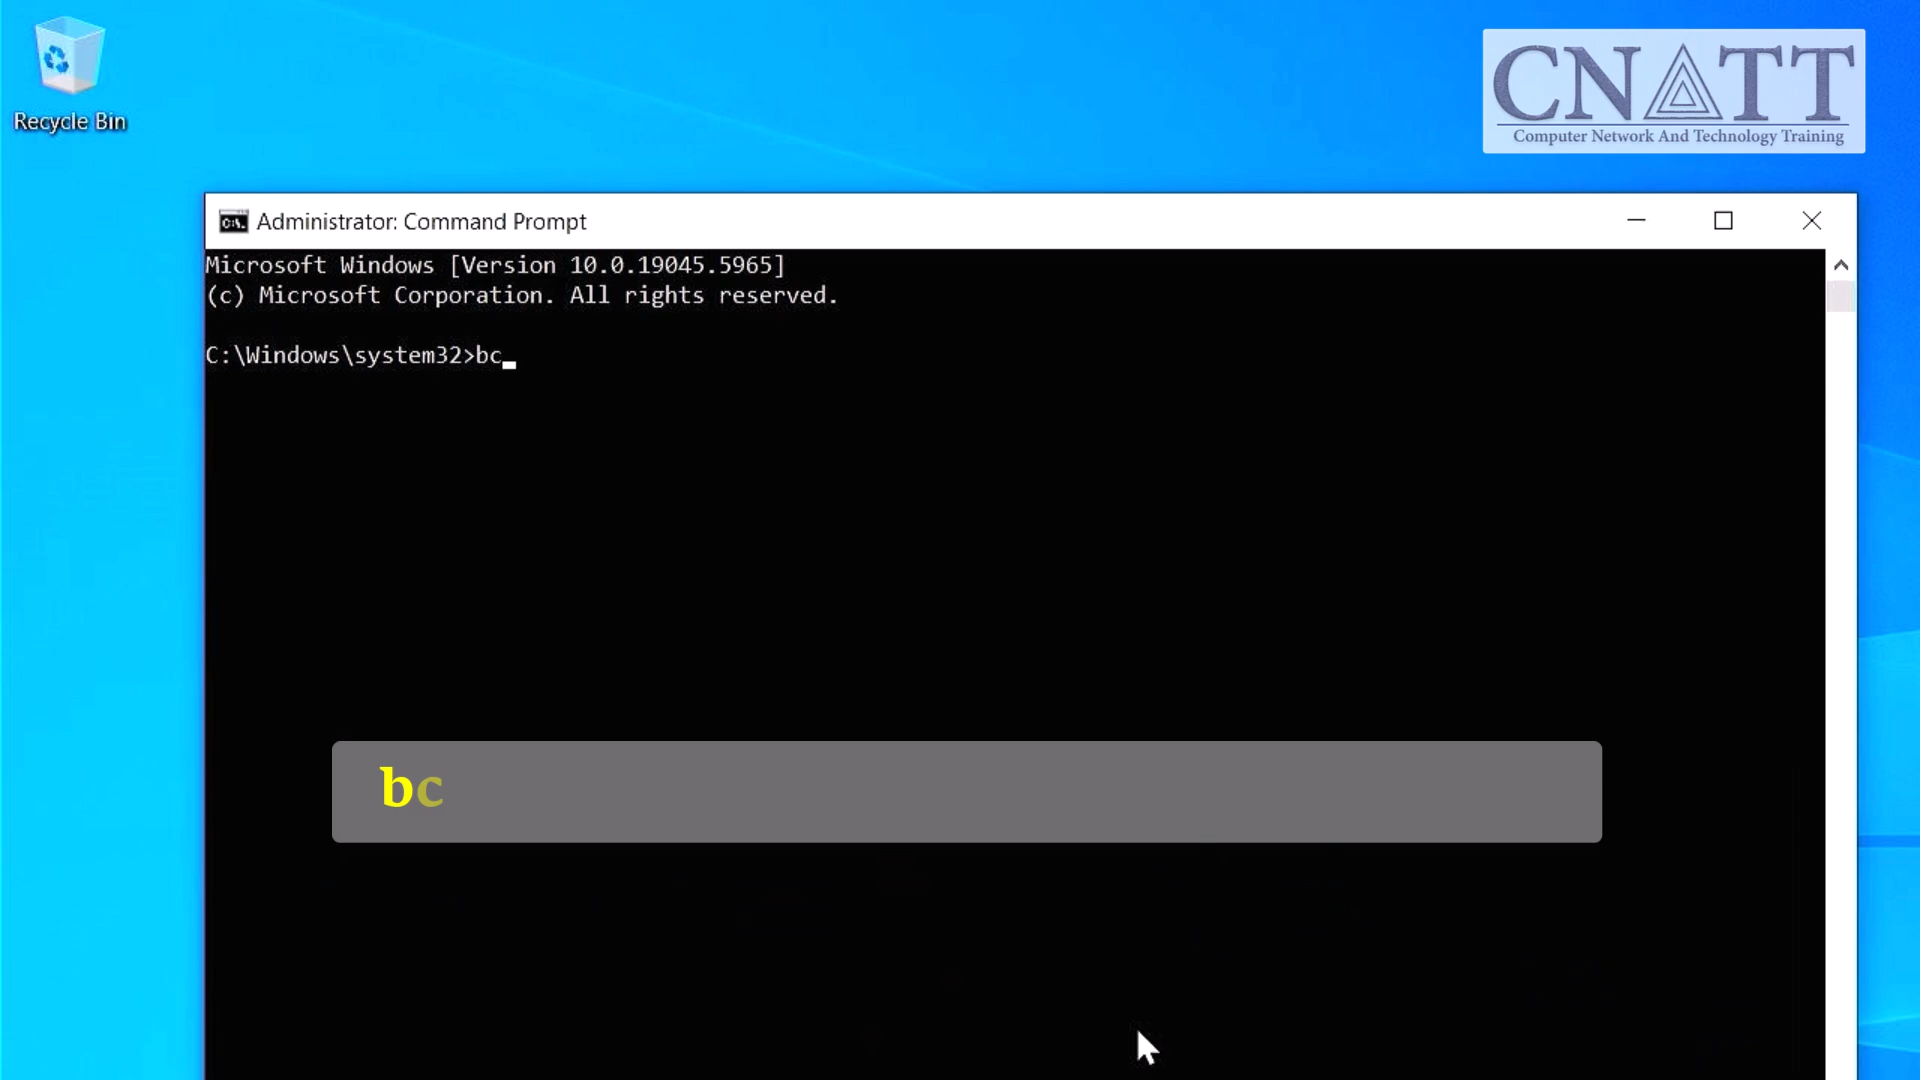 Recycle Bin
CNATT
Computer Network And Technology Training
Administrator: Command Prompt
Microsoft Windows [Version 10.0.19045.5965]
(c) Microsoft Corporation. All rights reserved.
C:\Windows\system32>bc
bc